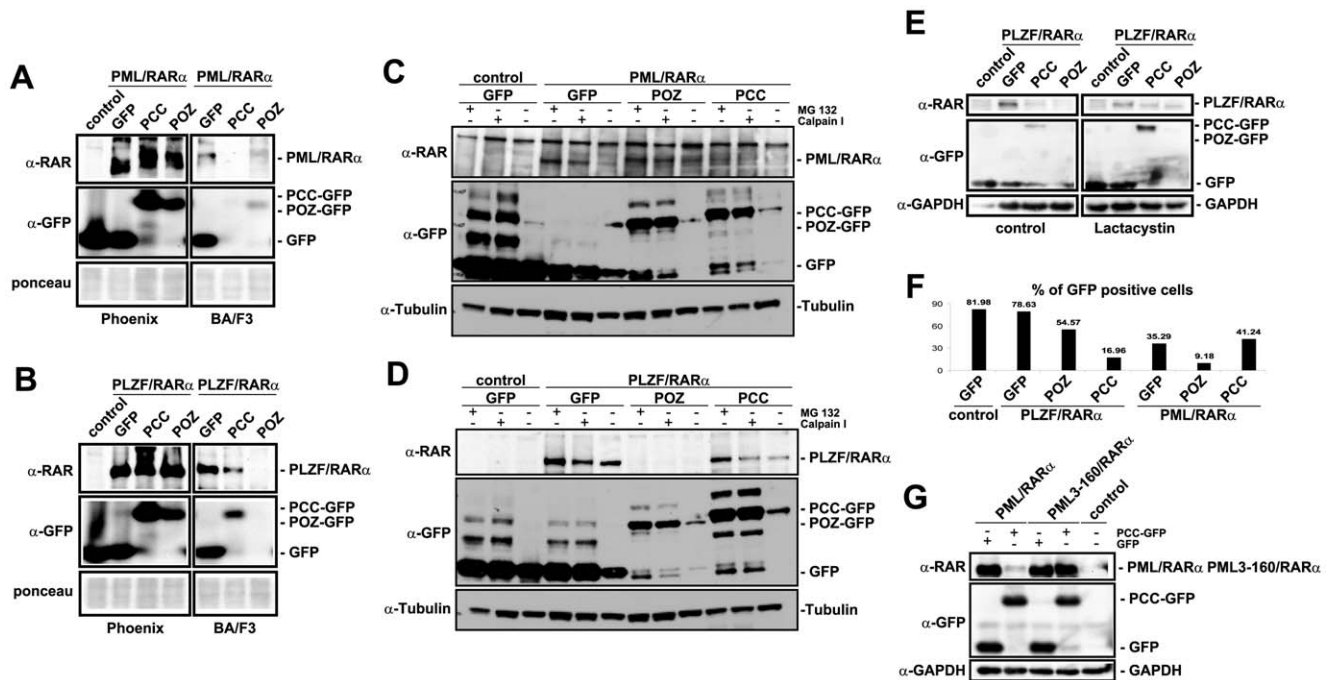 A
PML/RARα PML/RARα
control GFP PCC POZ GFP PCC POZ
α-RAR - PML/RARα
α-GFP - PCC-GFP
- POZ-GFP
- GFP
ponceau
Phoenix BA/F3
B
PLZF/RARα PLZF/RARα
control GFP PCC POZ GFP PCC POZ
α-RAR - PLZF/RARα
α-GFP - PCC-GFP
- POZ-GFP
- GFP
ponceau
Phoenix BA/F3
C
control PML/RARα
GFP GFP POZ PCC
+ - - + - - + - - + - - MG 132
- + - - + - - + - - + - Calpain I
α-RAR - PML/RARα
α-GFP - PCC-GFP
- POZ-GFP
- GFP
α-Tubulin -Tubulin
D
control PLZF/RARα
GFP GFP POZ PCC
+ - - + - - + - - + - - MG 132
- + - - + - - + - - + - Calpain I
α-RAR - PLZF/RARα
α-GFP - PCC-GFP
- POZ-GFP
- GFP
α-Tubulin -Tubulin
E
PLZF/RARα PLZF/RARα
control GFP PCC POZ control GFP PCC POZ
α-RAR - PLZF/RARα
α-GFP - PCC-GFP
POZ-GFP
- GFP
α-GAPDH - GAPDH
control Lactacystin
F
% of GFP positive cells
90
60
30
0
81.98 78.63 54.57 16.96 35.29 9.18 41.24
GFP GFP POZ PCC GFP POZ PCC
control PLZF/RARα PML/RARα
G
PML/RARα PML3-160/RARα control
- + - + - PCC-GFP
+ - + - - GFP
α-RAR - PML/RARα PML3-160/RARα
α-GFP - PCC-GFP
- GFP
α-GAPDH - GAPDH